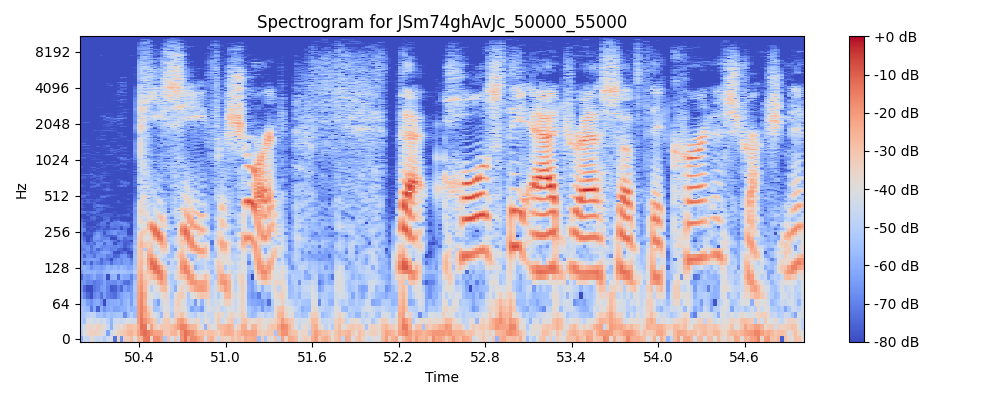 Spectrogram for JSm74ghAvJc_50000_55000
Hz
8192
4096
2048
1024
512
256
128
64
0
50.4 51.0 51.6 52.2 52.8 53.4 54.0 54.6
Time
+0 dB
-10 dB
-20 dB
-30 dB
-40 dB
-50 dB
-60 dB
-70 dB
-80 dB